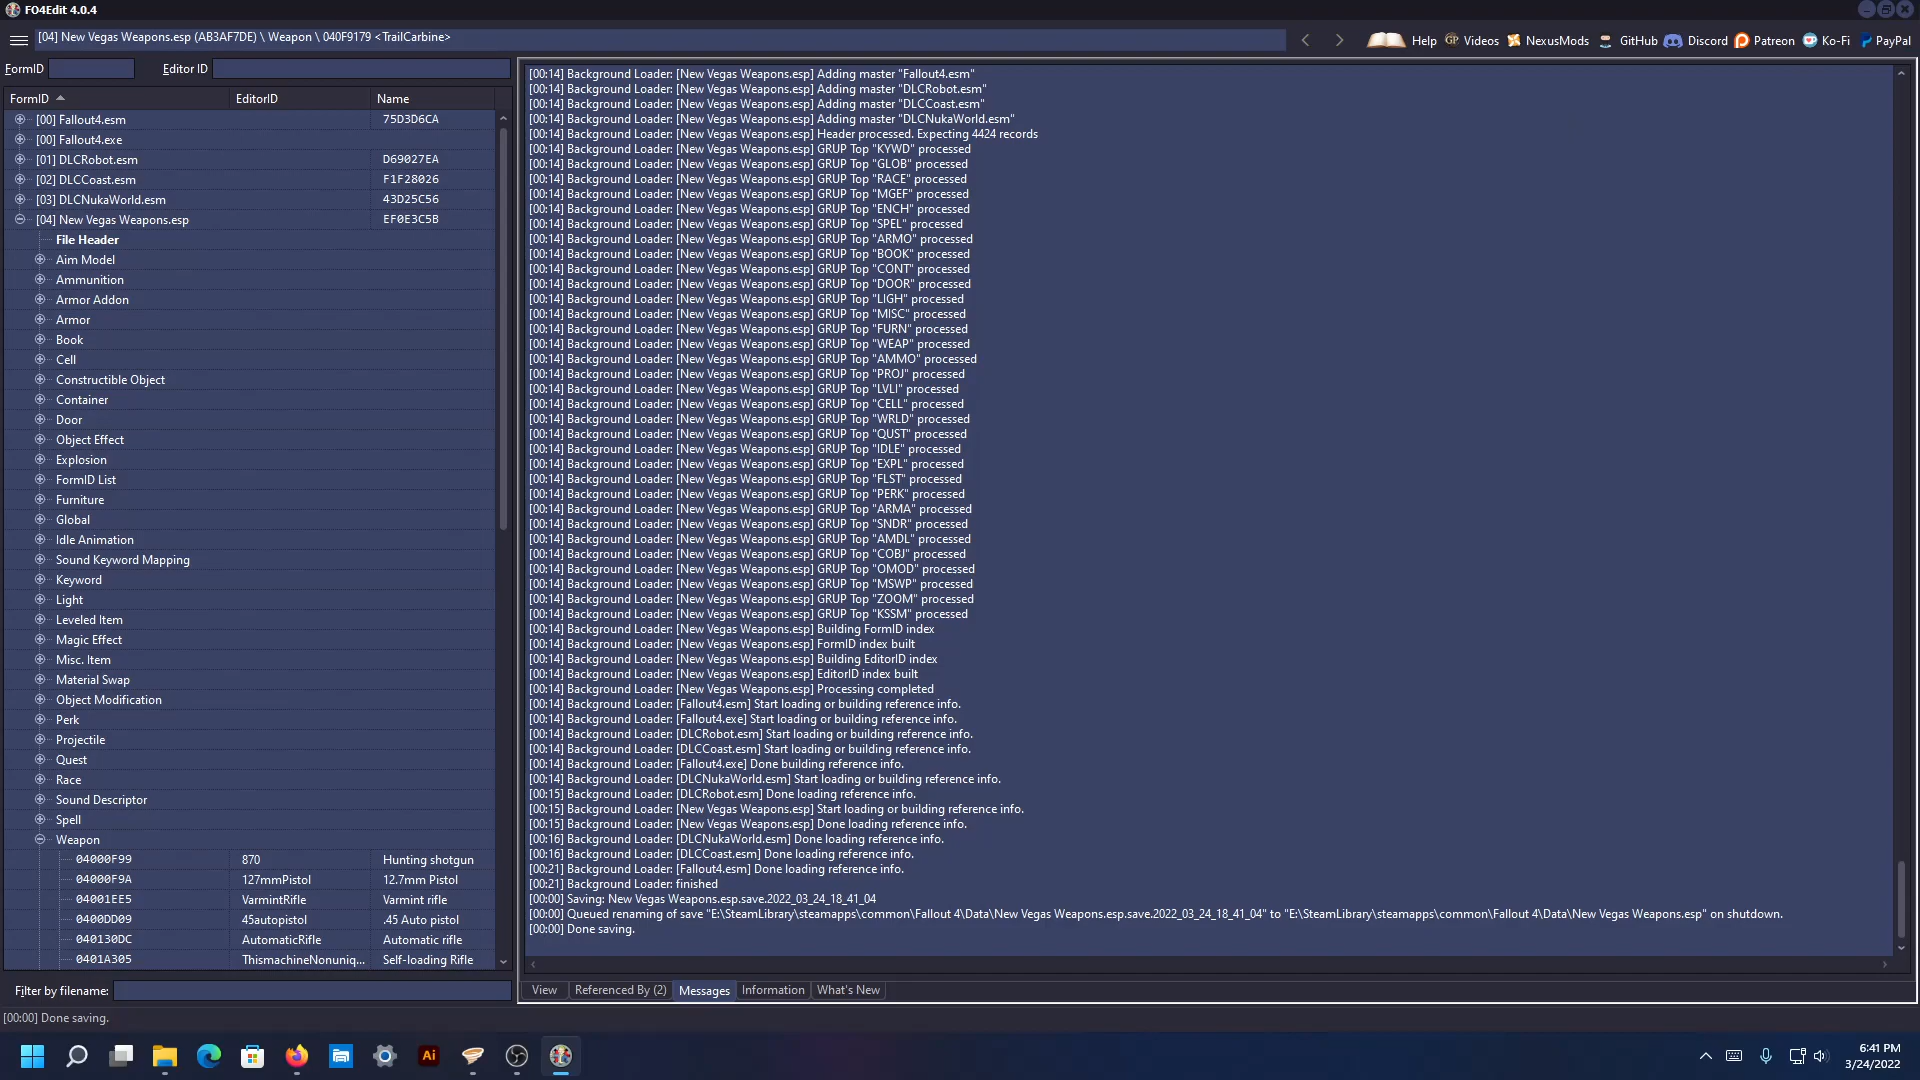 FO4Edit 4.0.4
[04] New Vegas Weapons.esp (AB3AF7DE) \ Weapon \ 040F9179 <TrailCarbine>
Help
GP Videos
NexusMods
GitHub
Discord
Patreon
Ko-Fi
PayPal
FormID
Editor ID
FormID EditorID Name
[00] Fallout4.esm 75D3D6CA
[00] Fallout4.exe
[01] DLCRobot.esm D69027EA
[02] DLCCoast.esm F1F28026
[03] DLCNukaWorld.esm 43D25C56
[04] New Vegas Weapons.esp EF0E3C5B
File Header
Aim Model
Ammunition
Armor Addon
Armor
Book
Cell
Constructible Object
Container
Door
Object Effect
Explosion
FormID List
Furniture
Global
Idle Animation
Sound Keyword Mapping
Keyword
Light
Leveled Item
Magic Effect
Misc. Item
Material Swap
Object Modification
Perk
Projectile
Quest
Race
Sound Descriptor
Spell
Weapon
04000F99 870 Hunting shotgun
04000F9A 127mmPistol 12.7mm Pistol
04001EE5 VarmintRifle Varmint rifle
0400DD09 45autopistol .45 Auto pistol
040130DC AutomaticRifle Automatic rifle
0401A305 ThismachineNonuniq... Self-loading Rifle
Filter by filename:
[00:14] Background Loader: [New Vegas Weapons.esp] Adding master "Fallout4.esm"
[00:14] Background Loader: [New Vegas Weapons.esp] Adding master "DLCRobot.esm"
[00:14] Background Loader: [New Vegas Weapons.esp] Adding master "DLCCoast.esm"
[00:14] Background Loader: [New Vegas Weapons.esp] Adding master "DLCNukaWorld.esm"
[00:14] Background Loader: [New Vegas Weapons.esp] Header processed. Expecting 4424 records
[00:14] Background Loader: [New Vegas Weapons.esp] GRUP Top "KYWD" processed
[00:14] Background Loader: [New Vegas Weapons.esp] GRUP Top "GLOB" processed
[00:14] Background Loader: [New Vegas Weapons.esp] GRUP Top "RACE" processed
[00:14] Background Loader: [New Vegas Weapons.esp] GRUP Top "MGEF" processed
[00:14] Background Loader: [New Vegas Weapons.esp] GRUP Top "ENCH" processed
[00:14] Background Loader: [New Vegas Weapons.esp] GRUP Top "SPEL" processed
[00:14] Background Loader: [New Vegas Weapons.esp] GRUP Top "ARMO" processed
[00:14] Background Loader: [New Vegas Weapons.esp] GRUP Top "BOOK" processed
[00:14] Background Loader: [New Vegas Weapons.esp] GRUP Top "CONT" processed
[00:14] Background Loader: [New Vegas Weapons.esp] GRUP Top "DOOR" processed
[00:14] Background Loader: [New Vegas Weapons.esp] GRUP Top "LIGH" processed
[00:14] Background Loader: [New Vegas Weapons.esp] GRUP Top "MISC" processed
[00:14] Background Loader: [New Vegas Weapons.esp] GRUP Top "FURN" processed
[00:14] Background Loader: [New Vegas Weapons.esp] GRUP Top "WEAP" processed
[00:14] Background Loader: [New Vegas Weapons.esp] GRUP Top "AMMO" processed
[00:14] Background Loader: [New Vegas Weapons.esp] GRUP Top "PROJ" processed
[00:14] Background Loader: [New Vegas Weapons.esp] GRUP Top "LVLI" processed
[00:14] Background Loader: [New Vegas Weapons.esp] GRUP Top "CELL" processed
[00:14] Background Loader: [New Vegas Weapons.esp] GRUP Top "WRLD" processed
[00:14] Background Loader: [New Vegas Weapons.esp] GRUP Top "QUST" processed
[00:14] Background Loader: [New Vegas Weapons.esp] GRUP Top "IDLE" processed
[00:14] Background Loader: [New Vegas Weapons.esp] GRUP Top "EXPL" processed
[00:14] Background Loader: [New Vegas Weapons.esp] GRUP Top "FLST" processed
[00:14] Background Loader: [New Vegas Weapons.esp] GRUP Top "PERK" processed
[00:14] Background Loader: [New Vegas Weapons.esp] GRUP Top "ARMA" processed
[00:14] Background Loader: [New Vegas Weapons.esp] GRUP Top "SNDR" processed
[00:14] Background Loader: [New Vegas Weapons.esp] GRUP Top "AMDL" processed
[00:14] Background Loader: [New Vegas Weapons.esp] GRUP Top "COBJ" processed
[00:14] Background Loader: [New Vegas Weapons.esp] GRUP Top "OMOD" processed
[00:14] Background Loader: [New Vegas Weapons.esp] GRUP Top "MSWP" processed
[00:14] Background Loader: [New Vegas Weapons.esp] GRUP Top "ZOOM" processed
[00:14] Background Loader: [New Vegas Weapons.esp] GRUP Top "KSSM" processed
[00:14] Background Loader: [New Vegas Weapons.esp] Building FormID index
[00:14] Background Loader: [New Vegas Weapons.esp] FormID index built
[00:14] Background Loader: [New Vegas Weapons.esp] Building EditorID index
[00:14] Background Loader: [New Vegas Weapons.esp] EditorID index built
[00:14] Background Loader: [New Vegas Weapons.esp] Processing completed
[00:14] Background Loader: [Fallout4.esm] Start loading or building reference info.
[00:14] Background Loader: [Fallout4.exe] Start loading or building reference info.
[00:14] Background Loader: [DLCRobot.esm] Start loading or building reference info.
[00:14] Background Loader: [DLCCoast.esm] Start loading or building reference info.
[00:14] Background Loader: [Fallout4.exe] Done building reference info.
[00:14] Background Loader: [DLCNukaWorld.esm] Start loading or building reference info.
[00:15] Background Loader: [DLCRobot.esm] Done loading reference info.
[00:15] Background Loader: [New Vegas Weapons.esp] Start loading or building reference info.
[00:15] Background Loader: [New Vegas Weapons.esp] Done loading reference info.
[00:16] Background Loader: [DLCNukaWorld.esm] Done loading reference info.
[00:16] Background Loader: [DLCCoast.esm] Done loading reference info.
[00:21] Background Loader: [Fallout4.esm] Done loading reference info.
[00:21] Background Loader: finished
[00:00] Saving: New Vegas Weapons.esp.save.2022_03_24_18_41_04
[00:00] Queued renaming of save "E:\SteamLibrary\steamapps\common\Fallout 4\Data\New Vegas Weapons.esp.save.2022_03_24_18_41_04" to "E:\SteamLibrary\steamapps\common\Fallout 4\Data\New Vegas Weapons.esp" on shutdown.
[00:00] Done saving.
View
Referenced By (2)
Messages
Information
What's New
[00:00] Done saving.
Ai
6:41 PM
3/24/2022